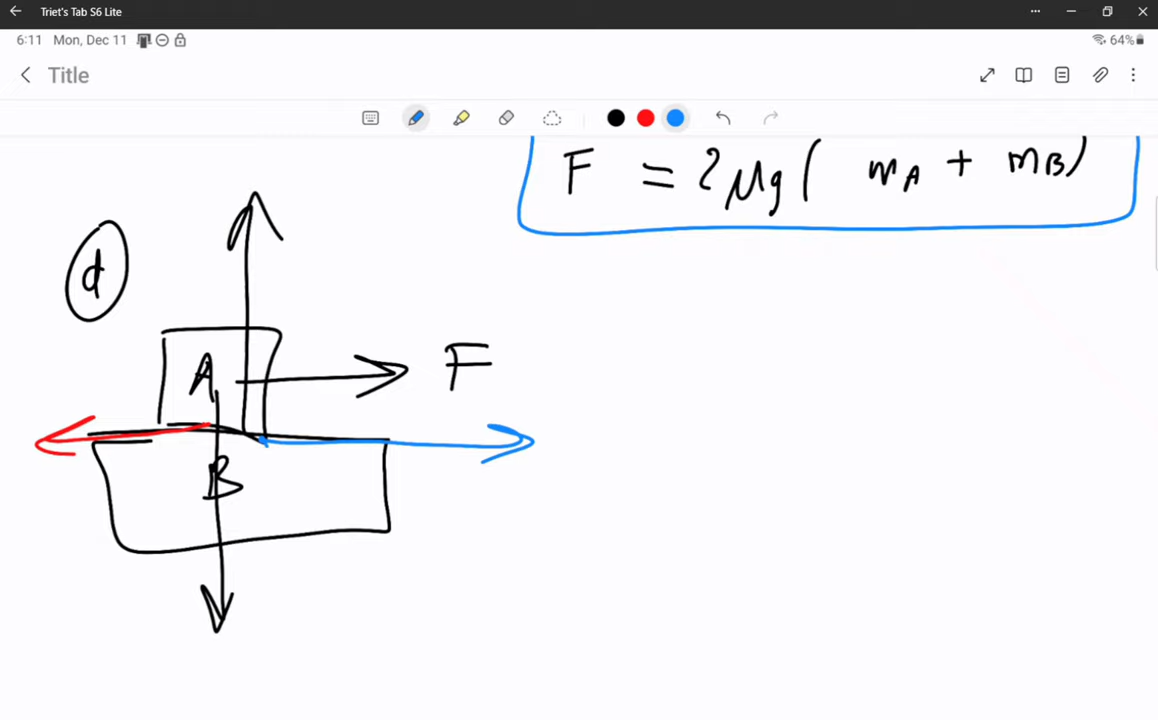 Triet's Tab S6 Lite
6:11 Mon, Dec 11 64%
Title
F = 2μg( mA + mB)
d
A
F
B